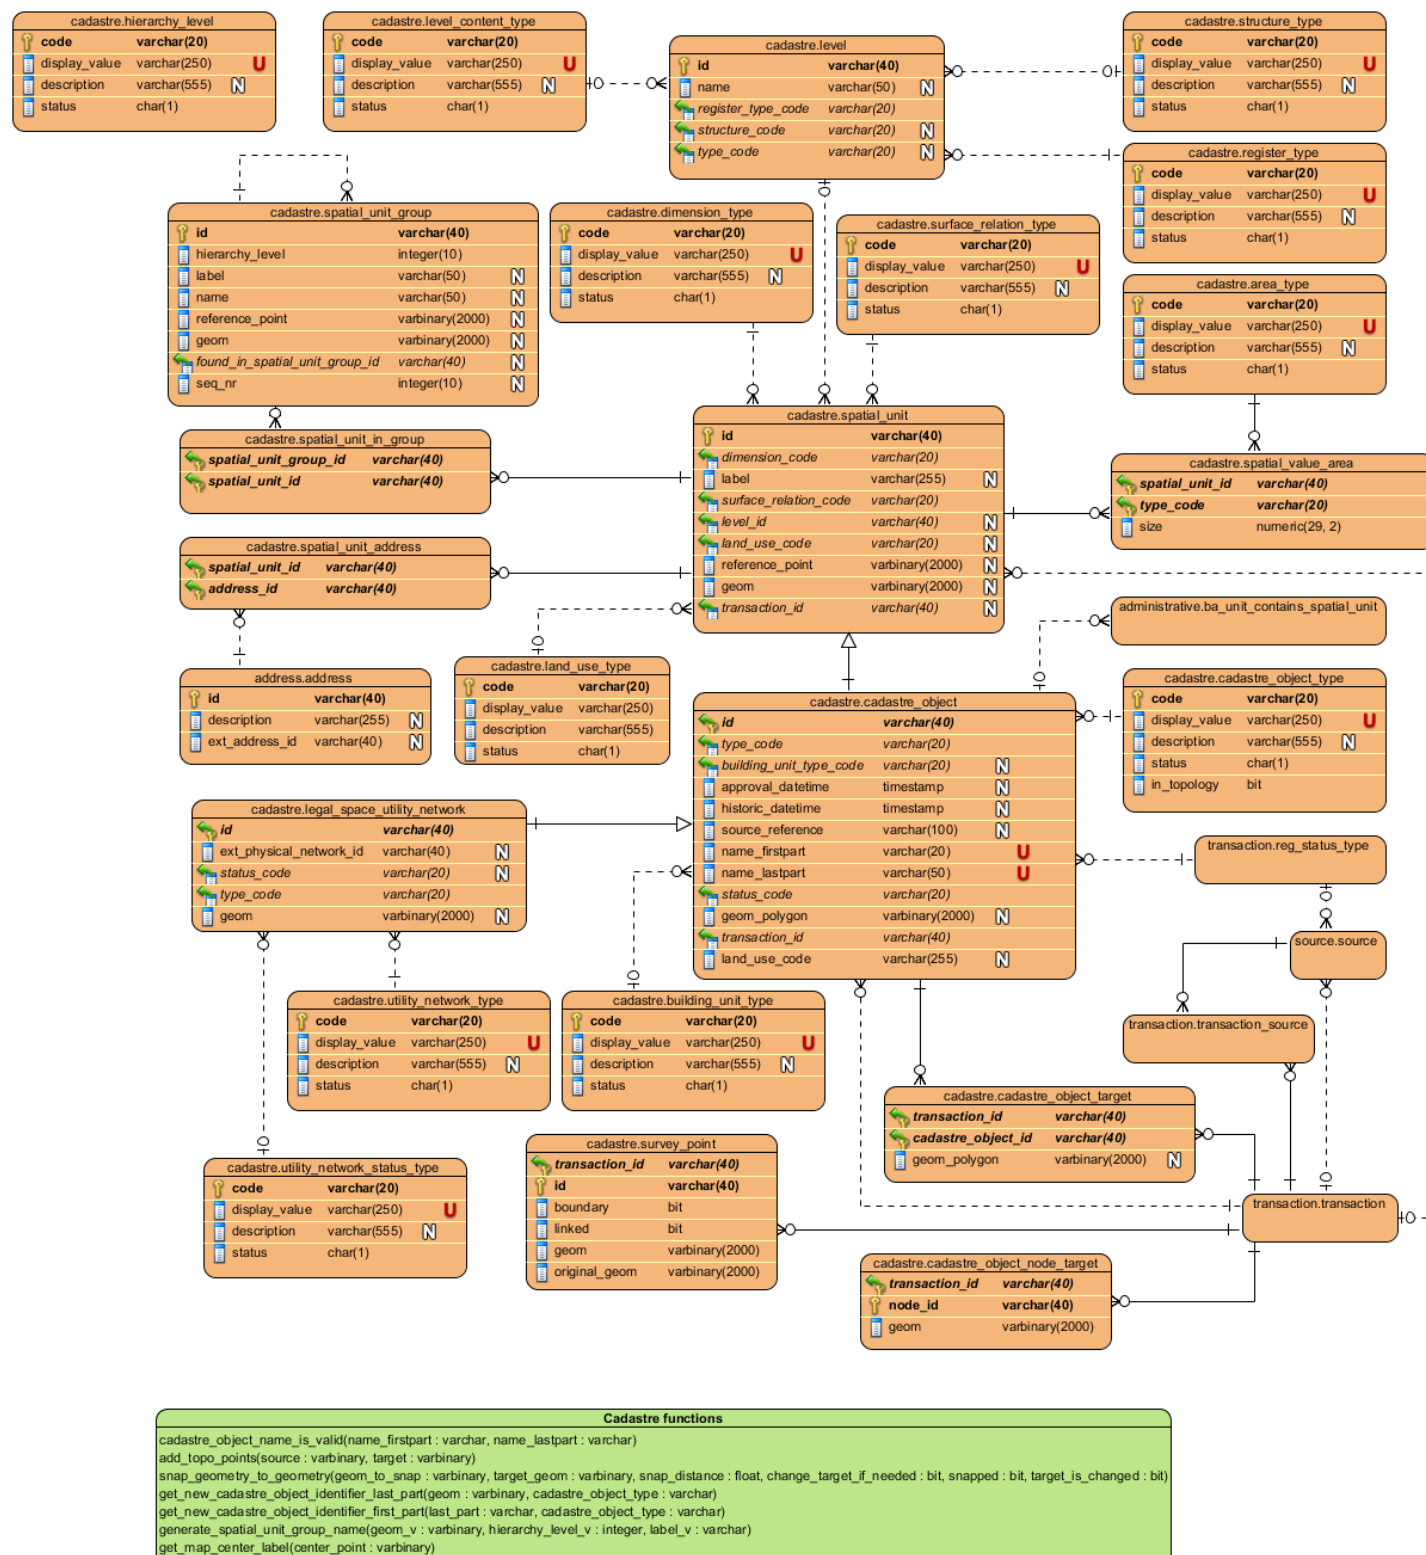 cadastre.hierarchy_level
code varchar(20)
display_value varchar(250) U
description varchar(555) N
status char(1)
cadastre.level_content_type
code varchar(20)
display_value varchar(250) U
description varchar(555) N
status char(1)
cadastre.level
id varchar(40)
name varchar(50) N
register_type_code varchar(20)
structure_code varchar(20) N
type_code varchar(20) N
cadastre.structure_type
code varchar(20)
display_value varchar(250) U
description varchar(555) N
status char(1)
cadastre.register_type
code varchar(20)
display_value varchar(250) U
description varchar(555) N
status char(1)
cadastre.spatial_unit_group
id varchar(40)
hierarchy_level integer(10)
label varchar(50) N
name varchar(50) N
reference_point varbinary(2000) N
geom varbinary(2000) N
found_in_spatial_unit_group_id varchar(40) N
seq_nr integer(10) N
cadastre.dimension_type
code varchar(20)
display_value varchar(250) U
description varchar(555) N
status char(1)
cadastre.surface_relation_type
code varchar(20)
display_value varchar(250) U
description varchar(555) N
status char(1)
cadastre.area_type
code varchar(20)
display_value varchar(250) U
description varchar(555) N
status char(1)
cadastre.spatial_unit_in_group
spatial_unit_group_id varchar(40)
spatial_unit_id varchar(40)
cadastre.spatial_unit
id varchar(40)
dimension_code varchar(20)
label varchar(255) N
surface_relation_code varchar(20)
level_id varchar(40) N
land_use_code varchar(20) N
reference_point varbinary(2000) N
geom varbinary(2000) N
transaction_id varchar(40) N
cadastre.spatial_value_area
spatial_unit_id varchar(40)
type_code varchar(20)
size numeric(29, 2)
cadastre.spatial_unit_address
spatial_unit_id varchar(40)
address_id varchar(40)
administrative.ba_unit_contains_spatial_unit
address.address
id varchar(40)
description varchar(255) N
ext_address_id varchar(40) N
cadastre.land_use_type
code varchar(20)
display_value varchar(250)
description varchar(555)
status char(1)
cadastre.cadastre_object
id varchar(40)
type_code varchar(20)
building_unit_type_code varchar(20) N
approval_datetime timestamp N
historic_datetime timestamp N
source_reference varchar(100) N
name_firstpart varchar(20) U
name_lastpart varchar(50) U
status_code varchar(20)
geom_polygon varbinary(2000) N
transaction_id varchar(40)
land_use_code varchar(255) N
cadastre.cadastre_object_type
code varchar(20)
display_value varchar(250) U
description varchar(555) N
status char(1)
in_topology bit
cadastre.legal_space_utility_network
id varchar(40)
ext_physical_network_id varchar(40) N
status_code varchar(20) N
type_code varchar(20)
geom varbinary(2000) N
transaction.reg_status_type
source.source
transaction.transaction_source
cadastre.utility_network_type
code varchar(20)
display_value varchar(250) U
description varchar(555) N
status char(1)
cadastre.building_unit_type
code varchar(20)
display_value varchar(250) U
description varchar(555) N
status char(1)
cadastre.cadastre_object_target
transaction_id varchar(40)
cadastre_object_id varchar(40)
geom_polygon varbinary(2000) N
cadastre.utility_network_status_type
code varchar(20)
display_value varchar(250) U
description varchar(555) N
status char(1)
cadastre.survey_point
transaction_id varchar(40)
id varchar(40)
boundary bit
linked bit
geom varbinary(2000)
original_geom varbinary(2000)
transaction.transaction
cadastre.cadastre_object_node_target
transaction_id varchar(40)
node_id varchar(40)
geom varbinary(2000)
Cadastre functions
cadastre_object_name_is_valid(name_firstpart : varchar, name_lastpart : varchar)
add_topo_points(source : varbinary, target : varbinary)
snap_geometry_to_geometry(geom_to_snap : varbinary, target_geom : varbinary, snap_distance : float, change_target_if_needed : bit, snapped : bit, target_is_changed : bit)
get_new_cadastre_object_identifier_last_part(geom : varbinary, cadastre_object_type : varchar)
get_new_cadastre_object_identifier_first_part(last_part : varchar, cadastre_object_type : varchar)
generate_spatial_unit_group_name(geom_v : varbinary, hierarchy_level_v : integer, label_v : varchar)
get_map_center_label(center_point : varbinary)